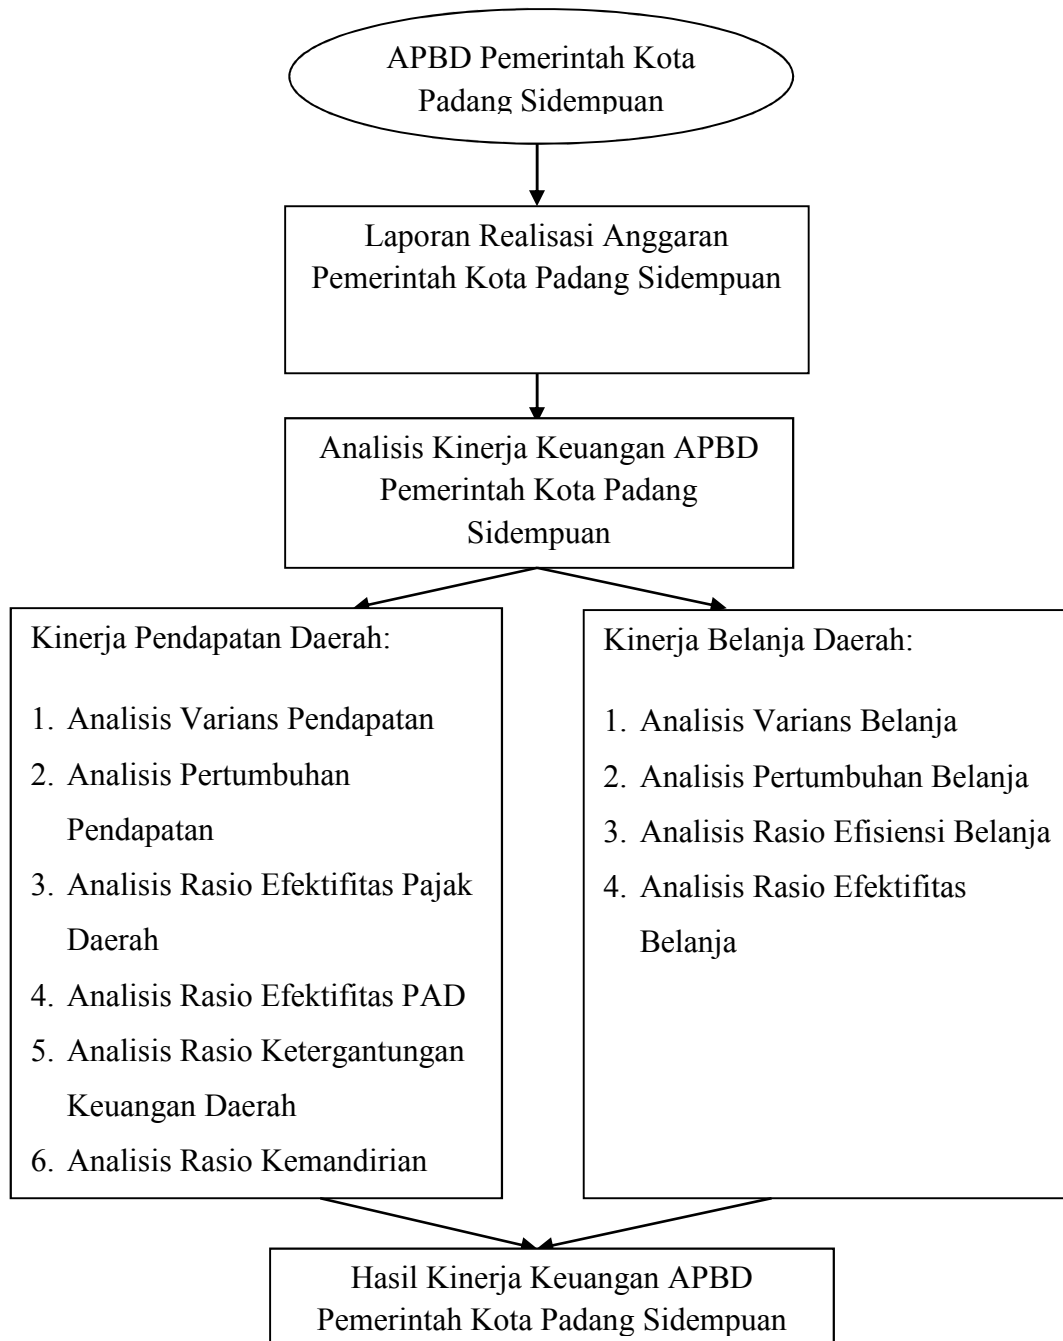 APBD Pemerintah Kota
Padang Sidempuan
Laporan Realisasi Anggaran
Pemerintah Kota Padang Sidempuan
Analisis Kinerja Keuangan APBD
Pemerintah Kota Padang
Sidempuan
Kinerja Pendapatan Daerah:
1. Analisis Varians Pendapatan
2. Analisis Pertumbuhan
Pendapatan
3. Analisis Rasio Efektifitas Pajak
Daerah
4. Analisis Rasio Efektifitas PAD
5. Analisis Rasio Ketergantungan
Keuangan Daerah
6. Analisis Rasio Kemandirian
Kinerja Belanja Daerah:
1. Analisis Varians Belanja
2. Analisis Pertumbuhan Belanja
3. Analisis Rasio Efisiensi Belanja
4. Analisis Rasio Efektifitas
Belanja
Hasil Kinerja Keuangan APBD
Pemerintah Kota Padang Sidempuan